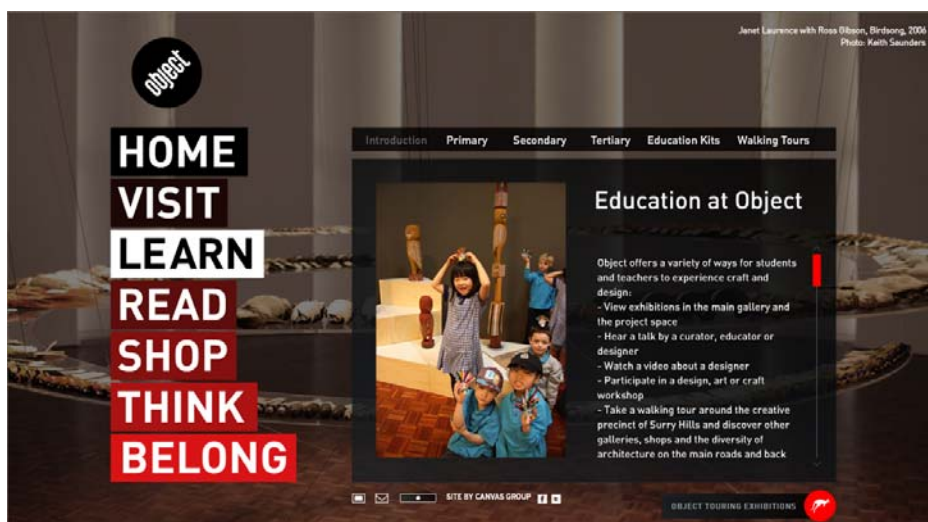 Janet Laurence with Ross Gibson, Birdsong, 2006
Photo: Keith Saunders
object
HOME
VISIT
LEARN
READ
SHOP
THINK
BELONG
Introduction Primary Secondary Tertiary Education Kits Walking Tours
Education at Object
Object offers a variety of ways for students
and teachers to experience craft and
design:
- View exhibitions in the main gallery and
the project space
- Hear a talk by a curator, educator or
designer
- Watch a video about a designer
- Participate in a design, art or craft
workshop
- Take a walking tour around the creative
precinct of Surry Hills and discover other
galleries, shops and the diversity of
architecture on the main roads and back
SITE BY CANVAS GROUP
OBJECT TOURING EXHIBITIONS